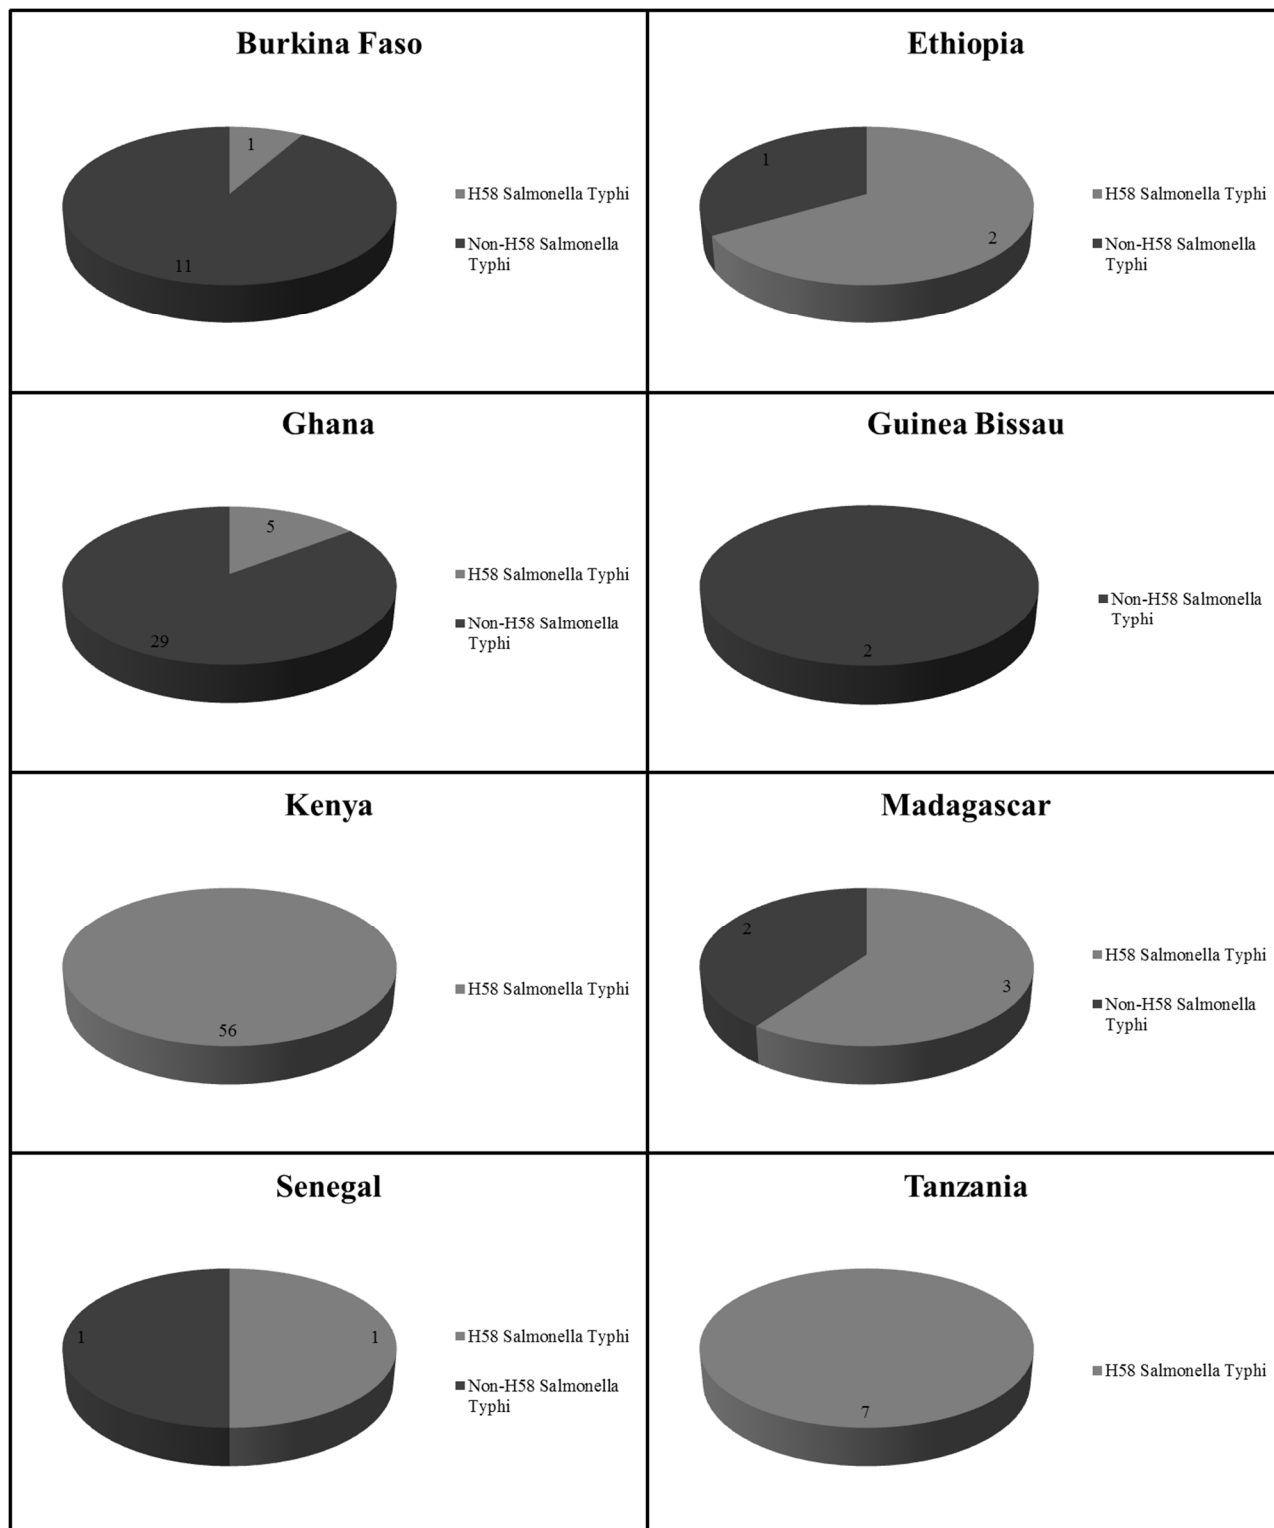 Burkina Faso
1
11
H58 Salmonella Typhi
Non-H58 Salmonella
Typhi
Ethiopia
1
2
H58 Salmonella Typhi
Non-H58 Salmonella
Typhi
Ghana
5
29
H58 Salmonella Typhi
Non-H58 Salmonella
Typhi
Guinea Bissau
2
Non-H58 Salmonella
Typhi
Kenya
56
H58 Salmonella Typhi
Madagascar
2
3
H58 Salmonella Typhi
Non-H58 Salmonella
Typhi
Senegal
1
1
H58 Salmonella Typhi
Non-H58 Salmonella
Typhi
Tanzania
7
H58 Salmonella Typhi